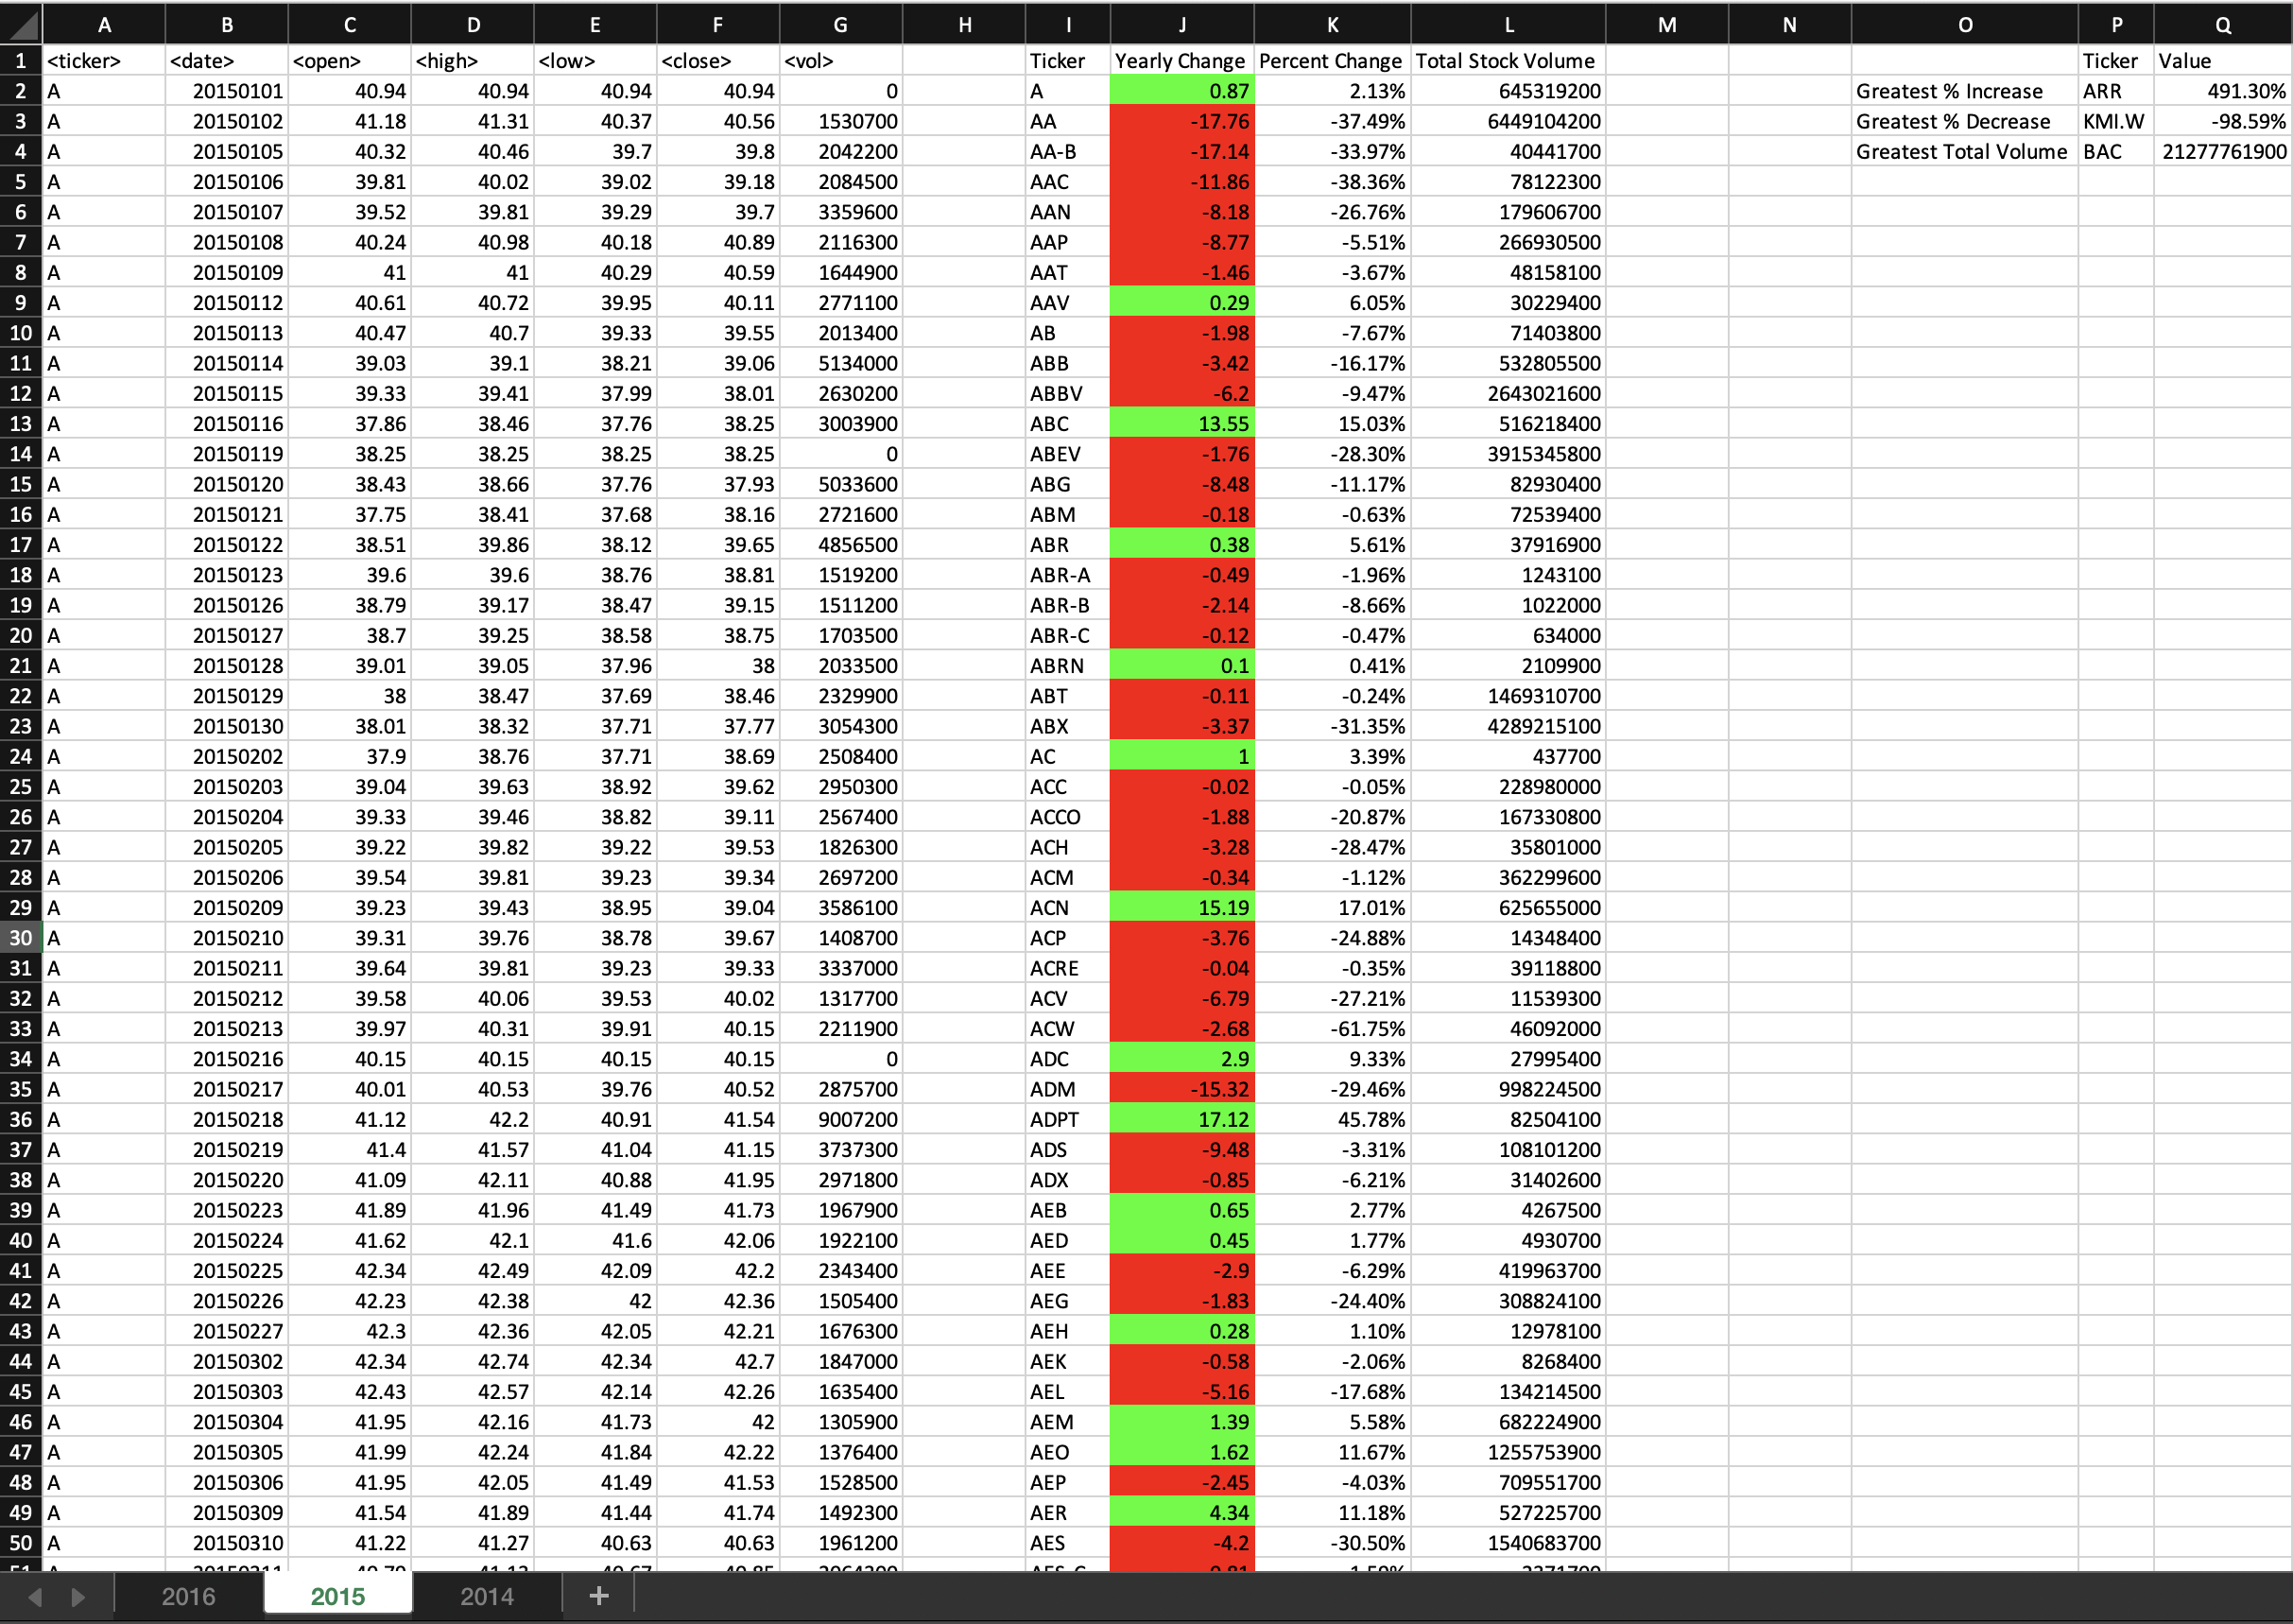 A B C D E F G H I J K L M N O P Q
1 <ticker> <date> <open> <high> <low> <close> <vol> Ticker Yearly Change Percent Change Total Stock Volume Ticker Value
2 A 20150101 40.94 40.94 40.94 40.94 0 A 0.87 2.13% 645319200 Greatest % Increase ARR 491.30%
3 A 20150102 41.18 41.31 40.37 40.56 1530700 AA -17.76 -37.49% 6449104200 Greatest % Decrease KMI.W -98.59%
4 A 20150105 40.32 40.46 39.7 39.8 2042200 AA-B -17.14 -33.97% 40441700 Greatest Total Volume BAC 21277761900
5 A 20150106 39.81 40.02 39.02 39.18 2084500 AAC -11.86 -38.36% 78122300
6 A 20150107 39.52 39.81 39.29 39.7 3359600 AAN -8.18 -26.76% 179606700
7 A 20150108 40.24 40.98 40.18 40.89 2116300 AAP -8.77 -5.51% 266930500
8 A 20150109 41 41 40.29 40.59 1644900 AAT -1.46 -3.67% 48158100
9 A 20150112 40.61 40.72 39.95 40.11 2771100 AAV 0.29 6.05% 30229400
10 A 20150113 40.47 40.7 39.33 39.55 2013400 AB -1.98 -7.67% 71403800
11 A 20150114 39.03 39.1 38.21 39.06 5134000 ABB -3.42 -16.17% 532805500
12 A 20150115 39.33 39.41 37.99 38.01 2630200 ABBV -6.2 -9.47% 2643021600
13 A 20150116 37.86 38.46 37.76 38.25 3003900 ABC 13.55 15.03% 516218400
14 A 20150119 38.25 38.25 38.25 38.25 0 ABEV -1.76 -28.30% 3915345800
15 A 20150120 38.43 38.66 37.76 37.93 5033600 ABG -8.48 -11.17% 82930400
16 A 20150121 37.75 38.41 37.68 38.16 2721600 ABM -0.18 -0.63% 72539400
17 A 20150122 38.51 39.86 38.12 39.65 4856500 ABR 0.38 5.61% 37916900
18 A 20150123 39.6 39.6 38.76 38.81 1519200 ABR-A -0.49 -1.96% 1243100
19 A 20150126 38.79 39.17 38.47 39.15 1511200 ABR-B -2.14 -8.66% 1022000
20 A 20150127 38.7 39.25 38.58 38.75 1703500 ABR-C -0.12 -0.47% 634000
21 A 20150128 39.01 39.05 37.96 38 2033500 ABRN 0.1 0.41% 2109900
22 A 20150129 38 38.47 37.69 38.46 2329900 ABT -0.11 -0.24% 1469310700
23 A 20150130 38.01 38.32 37.71 37.77 3054300 ABX -3.37 -31.35% 4289215100
24 A 20150202 37.9 38.76 37.71 38.69 2508400 AC 1 3.39% 437700
25 A 20150203 39.04 39.63 38.92 39.62 2950300 ACC -0.02 -0.05% 228980000
26 A 20150204 39.33 39.46 38.82 39.11 2567400 ACCO -1.88 -20.87% 167330800
27 A 20150205 39.22 39.82 39.22 39.53 1826300 ACH -3.28 -28.47% 35801000
28 A 20150206 39.54 39.81 39.23 39.34 2697200 ACM -0.34 -1.12% 362299600
29 A 20150209 39.23 39.43 38.95 39.04 3586100 ACN 15.19 17.01% 625655000
30 A 20150210 39.31 39.76 38.78 39.67 1408700 ACP -3.76 -24.88% 14348400
31 A 20150211 39.64 39.81 39.23 39.33 3337000 ACRE -0.04 -0.35% 39118800
32 A 20150212 39.58 40.06 39.53 40.02 1317700 ACV -6.79 -27.21% 11539300
33 A 20150213 39.97 40.31 39.91 40.15 2211900 ACW -2.68 -61.75% 46092000
34 A 20150216 40.15 40.15 40.15 40.15 0 ADC 2.9 9.33% 27995400
35 A 20150217 40.01 40.53 39.76 40.52 2875700 ADM -15.32 -29.46% 998224500
36 A 20150218 41.12 42.2 40.91 41.54 9007200 ADPT 17.12 45.78% 82504100
37 A 20150219 41.4 41.57 41.04 41.15 3737300 ADS -9.48 -3.31% 108101200
38 A 20150220 41.09 42.11 40.88 41.95 2971800 ADX -0.85 -6.21% 31402600
39 A 20150223 41.89 41.96 41.49 41.73 1967900 AEB 0.65 2.77% 4267500
40 A 20150224 41.62 42.1 41.6 42.06 1922100 AED 0.45 1.77% 4930700
41 A 20150225 42.34 42.49 42.09 42.2 2343400 AEE -2.9 -6.29% 419963700
42 A 20150226 42.23 42.38 42 42.36 1505400 AEG -1.83 -24.40% 308824100
43 A 20150227 42.3 42.36 42.05 42.21 1676300 AEH 0.28 1.10% 12978100
44 A 20150302 42.34 42.74 42.34 42.7 1847000 AEK -0.58 -2.06% 8268400
45 A 20150303 42.43 42.57 42.14 42.26 1635400 AEL -5.16 -17.68% 134214500
46 A 20150304 41.95 42.16 41.73 42 1305900 AEM 1.39 5.58% 682224900
47 A 20150305 41.99 42.24 41.84 42.22 1376400 AEO 1.62 11.67% 1255753900
48 A 20150306 41.95 42.05 41.49 41.53 1528500 AEP -2.45 -4.03% 709551700
49 A 20150309 41.54 41.89 41.44 41.74 1492300 AER 4.34 11.18% 527225700
50 A 20150310 41.22 41.27 40.63 40.63 1961200 AES -4.2 -30.50% 1540683700
2016 2015 2014 +